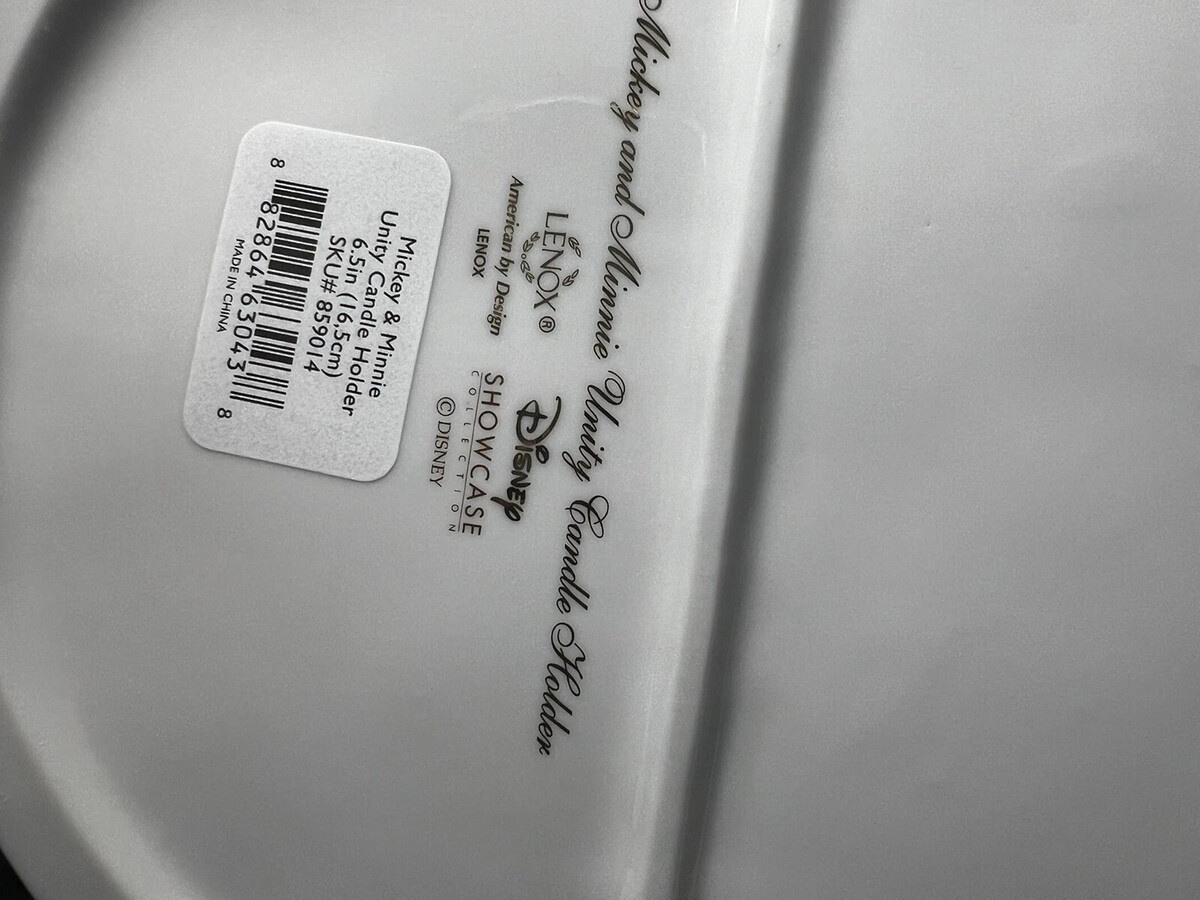 Mickey and Minnie Unity Candle Holder
LENOX®
American by Design
LENOX
Disney
SHOWCASE
COLLECTION
© DISNEY
Mickey & Minnie
Unity Candle Holder
6.5in (16,5cm)
SKU# 859014
8 82864 63043 8
MADE IN CHINA